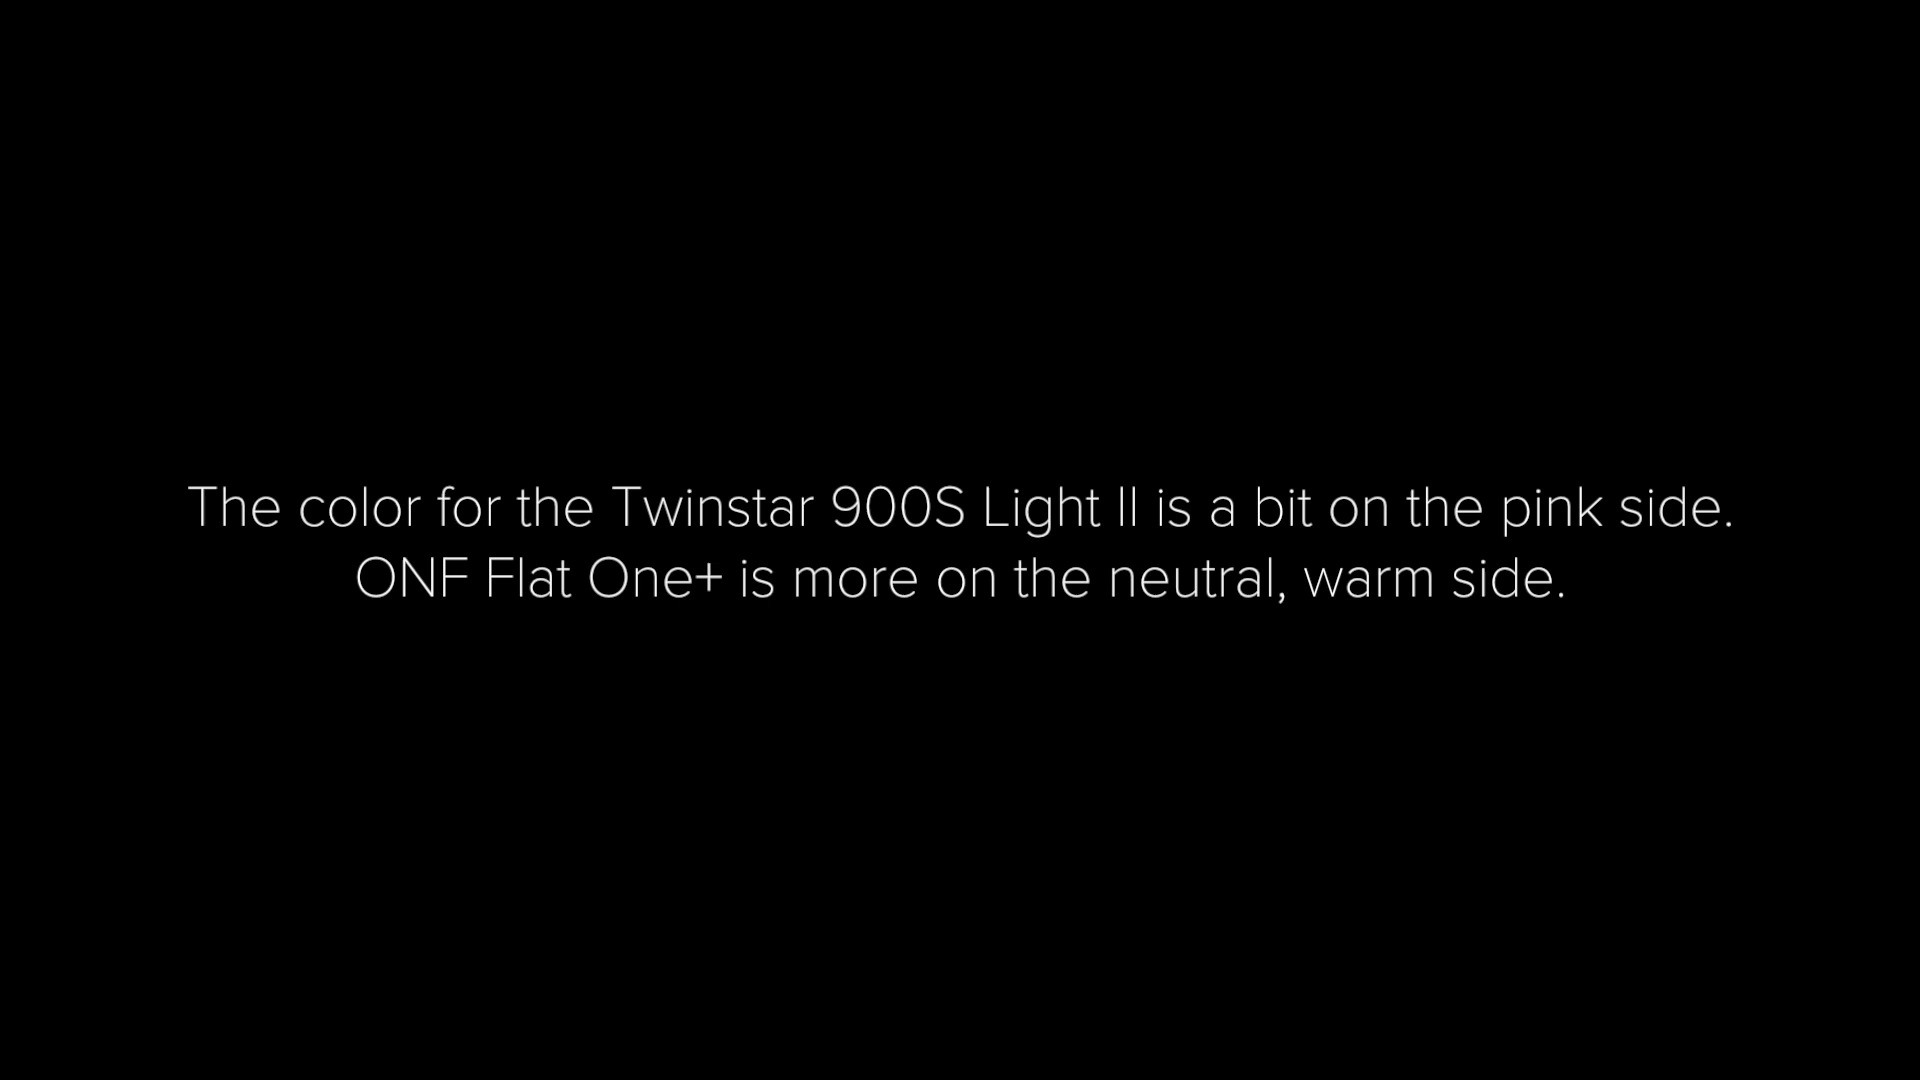 The color for the Twinstar 900S Light II is a bit on the pink side.
ONF Flat One+ is more on the neutral, warm side.